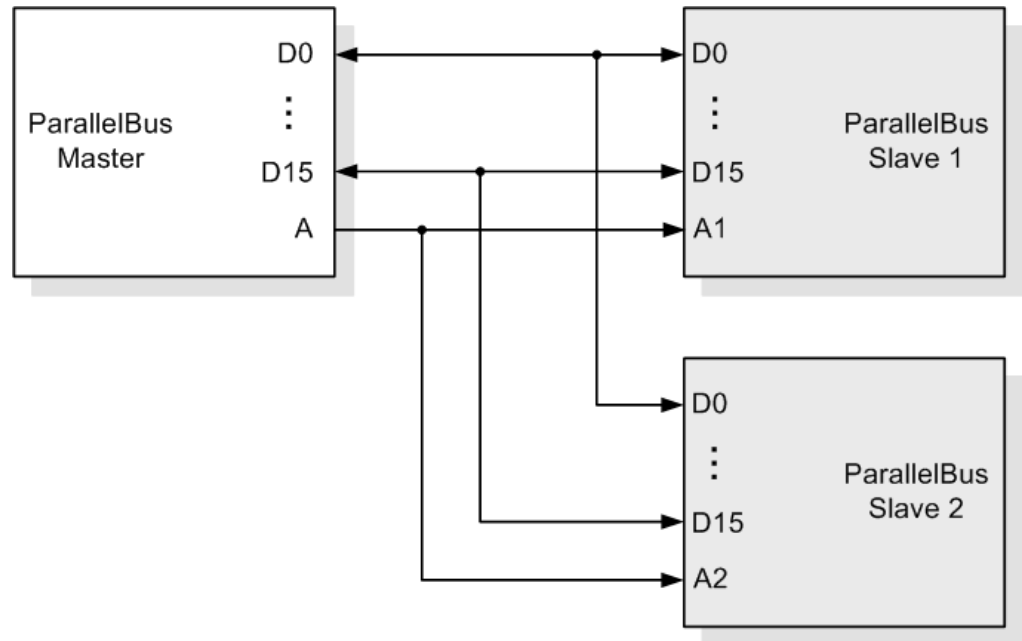 D0
ParallelBus
Master
D15
A
D0
ParallelBus
Slave 1
D15
A1
D0
ParallelBus
Slave 2
D15
A2